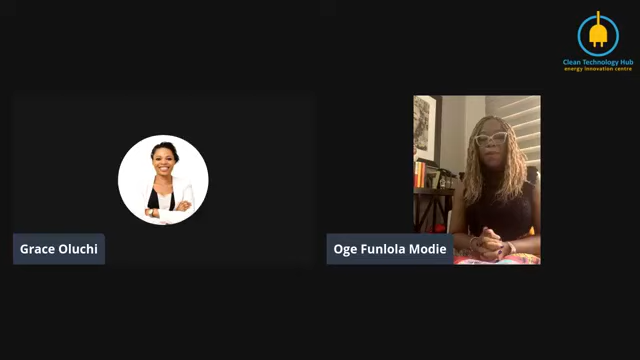 Clean Technology Hub
energy innovation centre
Grace Oluchi
Oge Funlola Modie